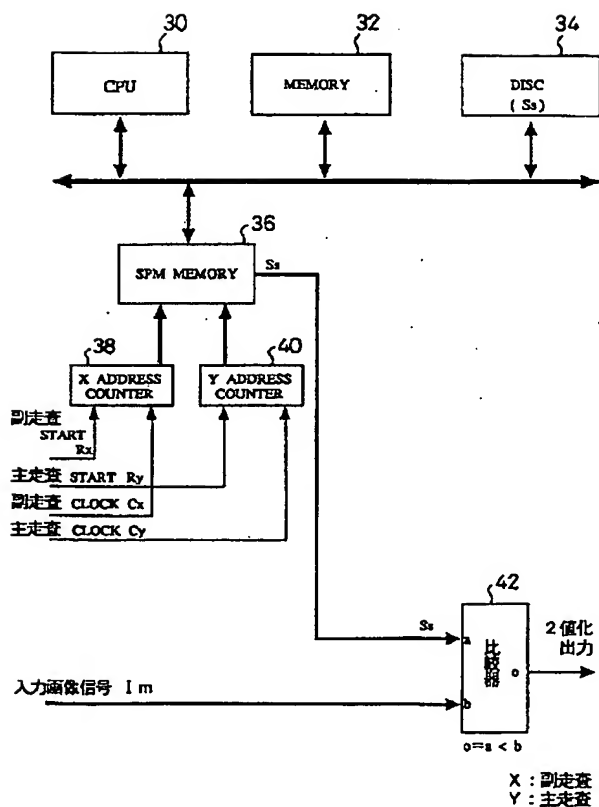 30
32
34
CPU
MEMORY
DISC
( Ss )
36
SPM MEMORY
Ss
38
40
X ADDRESS
COUNTER
Y ADDRESS
COUNTER
副走査
START
Rx
主走査 START Ry
副走査 CLOCK Cx
主走査 CLOCK Cy
42
Ss
a
比較器
o
2値化
出力
入力画像信号 Im
b
o=a < b
X : 副走査
Y : 主走査